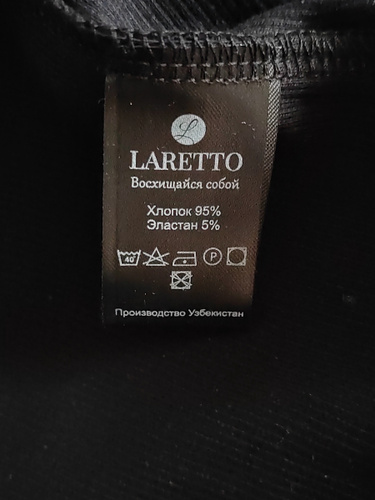 L
LARETTO
Восхищайся собой
Хлопок 95%
Эластан 5%
40 P
Производство Узбекистан